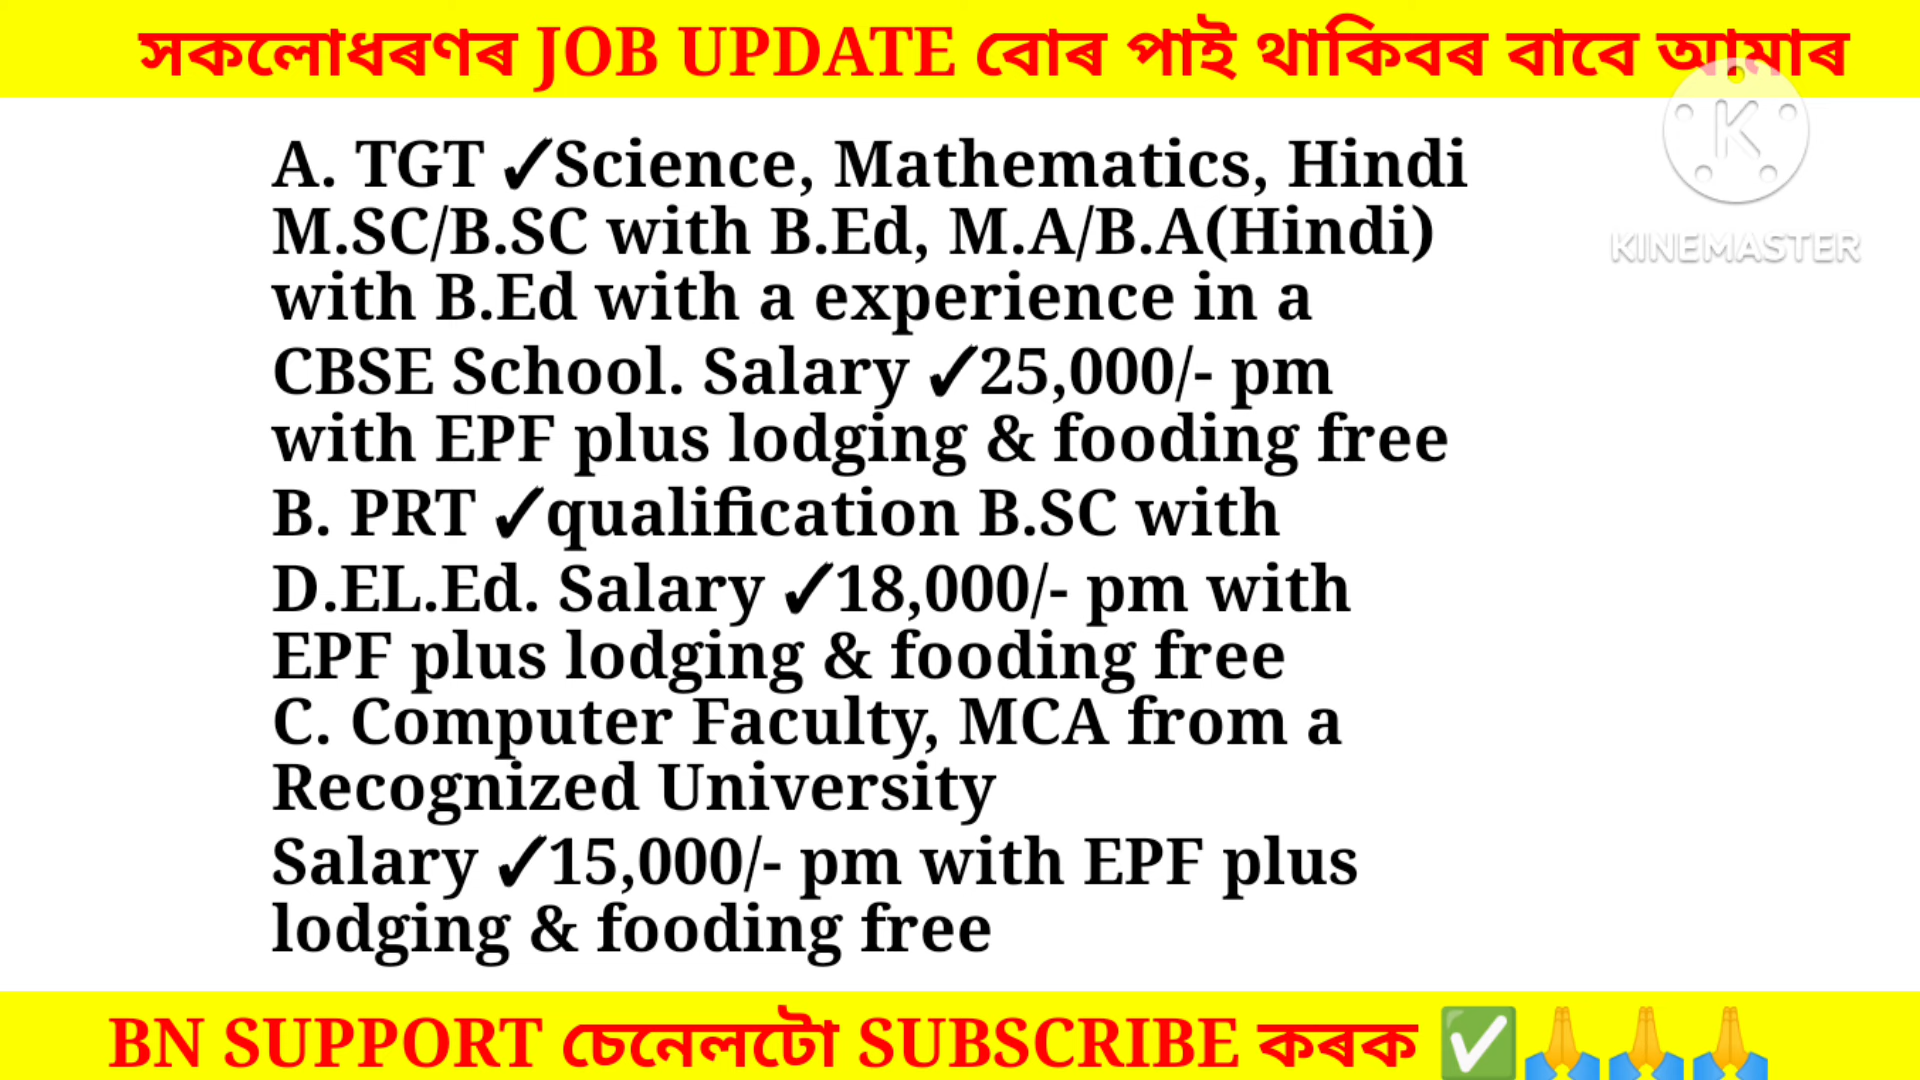 সকলোধৰণৰ JOB UPDATE বোৰ পাই থাকিবৰ বাবে আমাৰ
A. TGT ✓Science, Mathematics, Hindi
M.SC/B.SC with B.Ed, M.A/B.A(Hindi)
with B.Ed with a experience in a
CBSE School. Salary ✓25,000/- pm
with EPF plus lodging & fooding free
B. PRT ✓qualification B.SC with
D.EL.Ed. Salary ✓18,000/- pm with
EPF plus lodging & fooding free
C. Computer Faculty, MCA from a
Recognized University
Salary ✓15,000/- pm with EPF plus
lodging & fooding free
K
KINEMASTER
BN SUPPORT চেনেলটো SUBSCRIBE কৰক ✅🙏🙏🙏